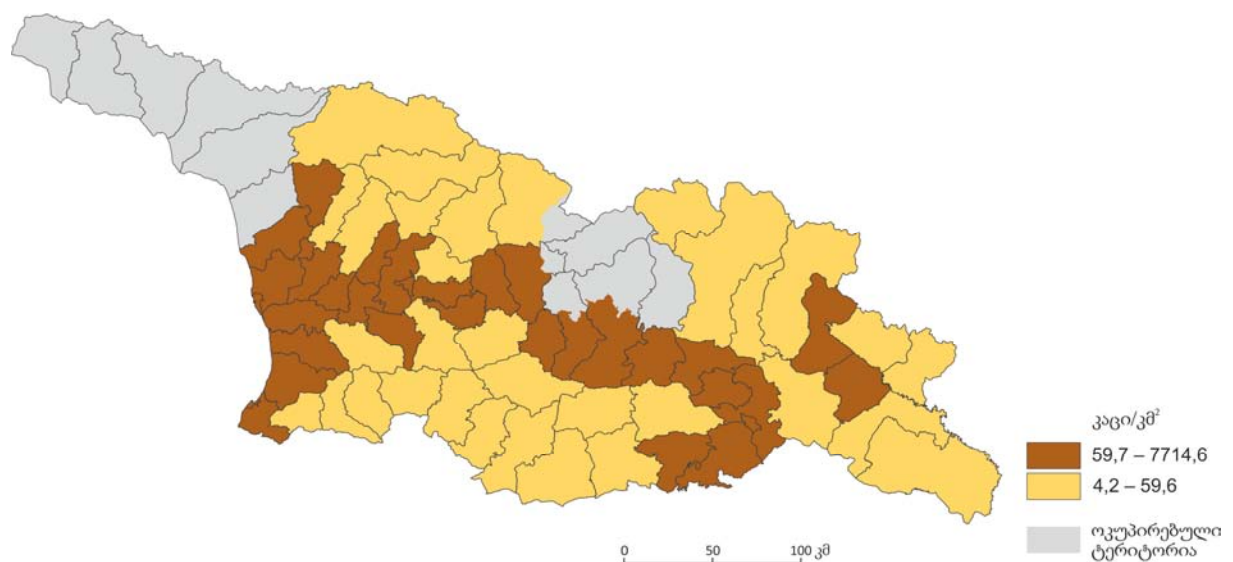 კაცი/კმ²
59,7 – 7714,6
4,2 – 59,6
ოკუპირებული
ტერიტორია
0 50 100 კმ